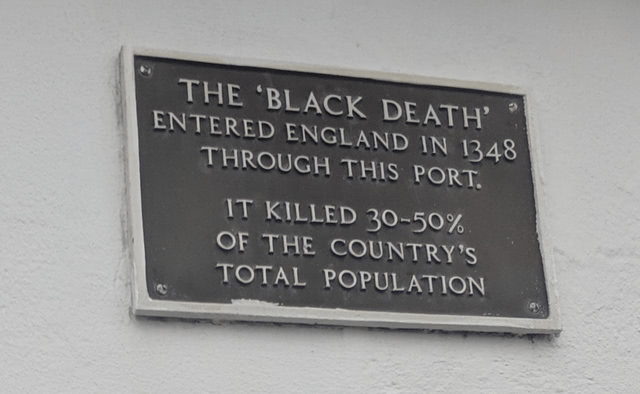 THE ‘BLACK DEATH’
ENTERED ENGLAND IN 1348
THROUGH THIS PORT.
IT KILLED 30-50%
OF THE COUNTRY'S
TOTAL POPULATION